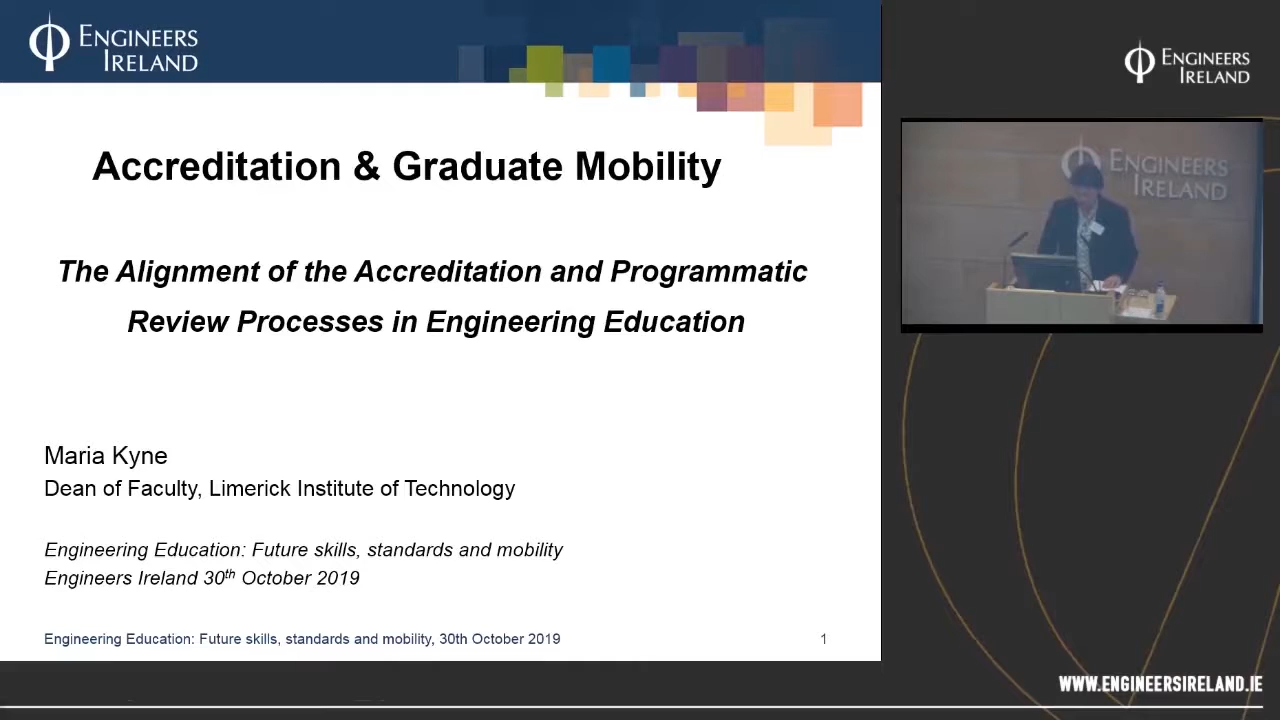 ENGINEERS
IRELAND
Accreditation & Graduate Mobility
The Alignment of the Accreditation and Programmatic
Review Processes in Engineering Education
Maria Kyne
Dean of Faculty, Limerick Institute of Technology
Engineering Education: Future skills, standards and mobility
Engineers Ireland 30th October 2019
Engineering Education: Future skills, standards and mobility, 30th October 2019
1
ENGINEERS
IRELAND
ENGINEERS
IRELAND
WWW.ENGINEERSIRELAND.IE